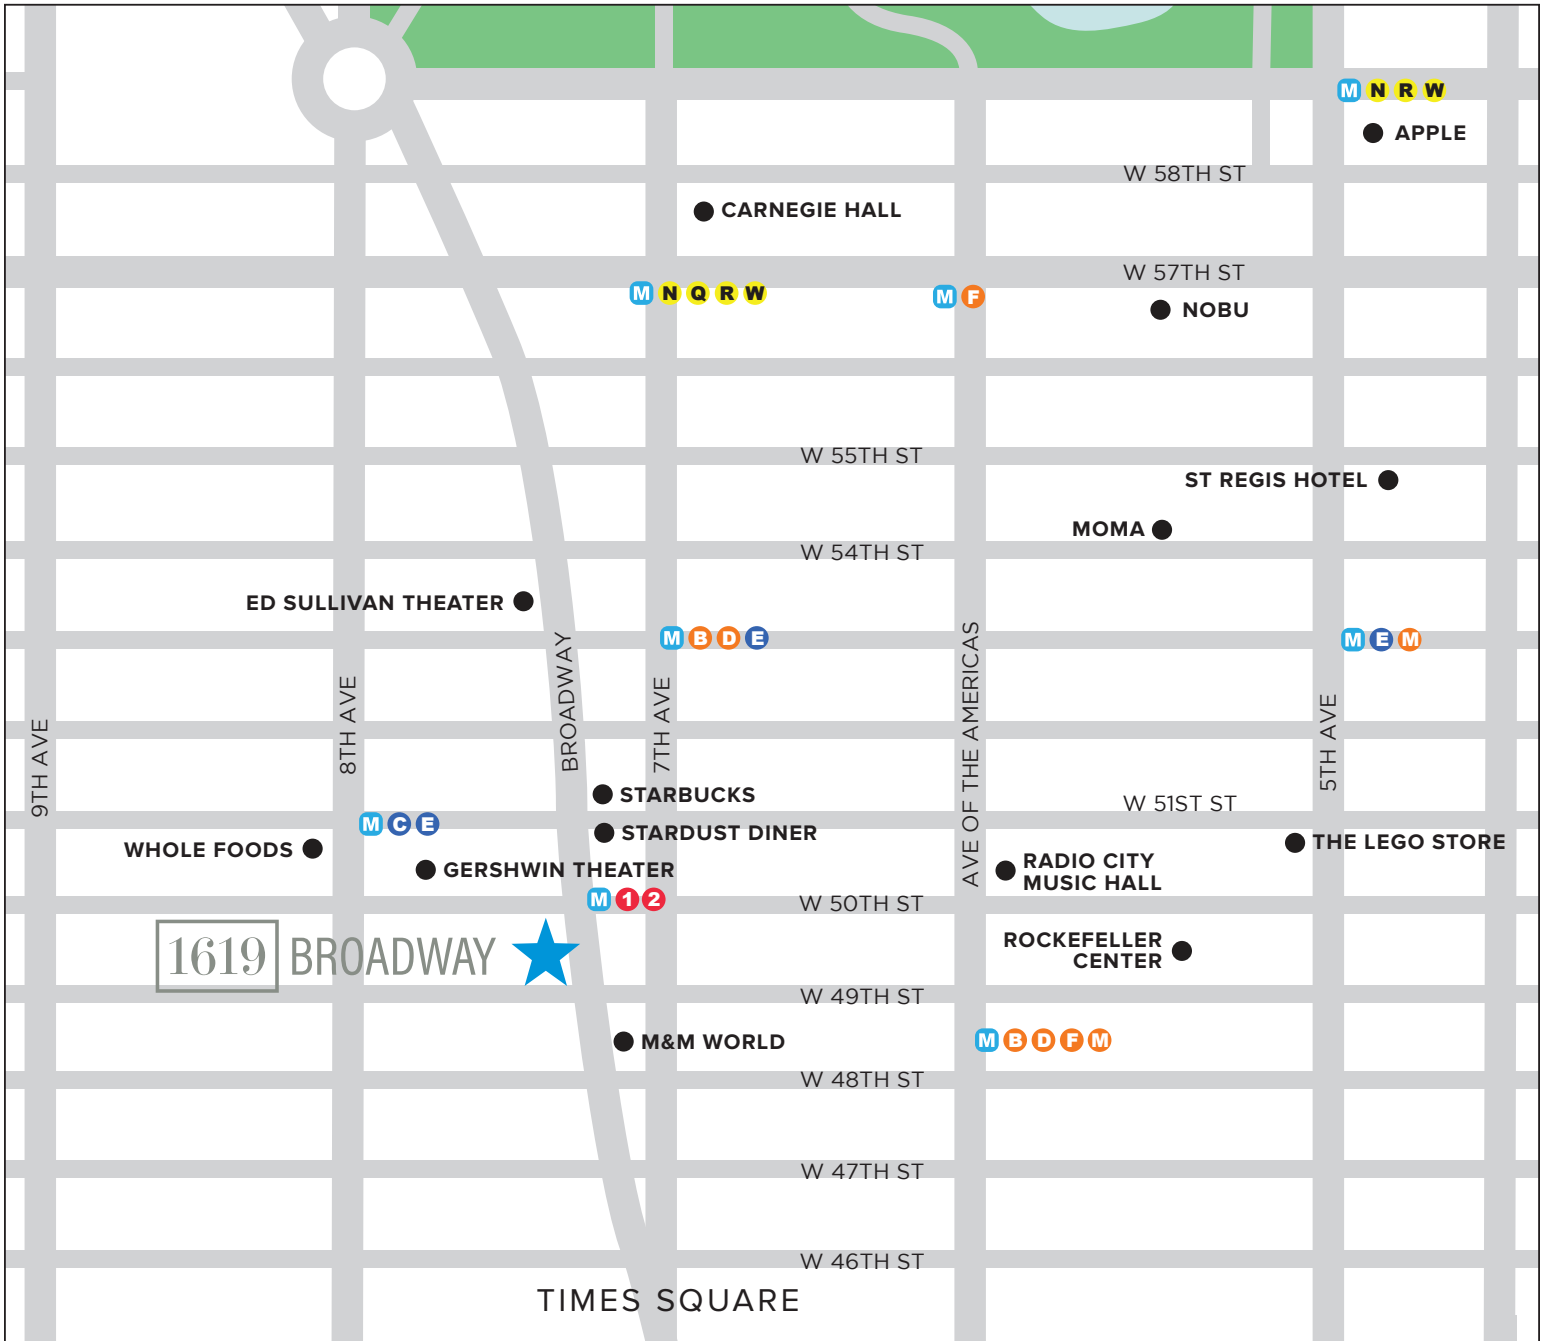 M N R W
APPLE
W 58TH ST
CARNEGIE HALL
W 57TH ST
M N Q R W
M F
NOBU
W 55TH ST
ST REGIS HOTEL
MOMA
W 54TH ST
ED SULLIVAN THEATER
M B D E
M E M
9TH AVE
8TH AVE
BROADWAY
7TH AVE
AVE OF THE AMERICAS
5TH AVE
STARBUCKS
W 51ST ST
M C E
STARDUST DINER
THE LEGO STORE
WHOLE FOODS
GERSHWIN THEATER
RADIO CITY
MUSIC HALL
M 1 2
W 50TH ST
1619 BROADWAY
ROCKEFELLER
CENTER
W 49TH ST
M&M WORLD
M B D F M
W 48TH ST
W 47TH ST
W 46TH ST
TIMES SQUARE